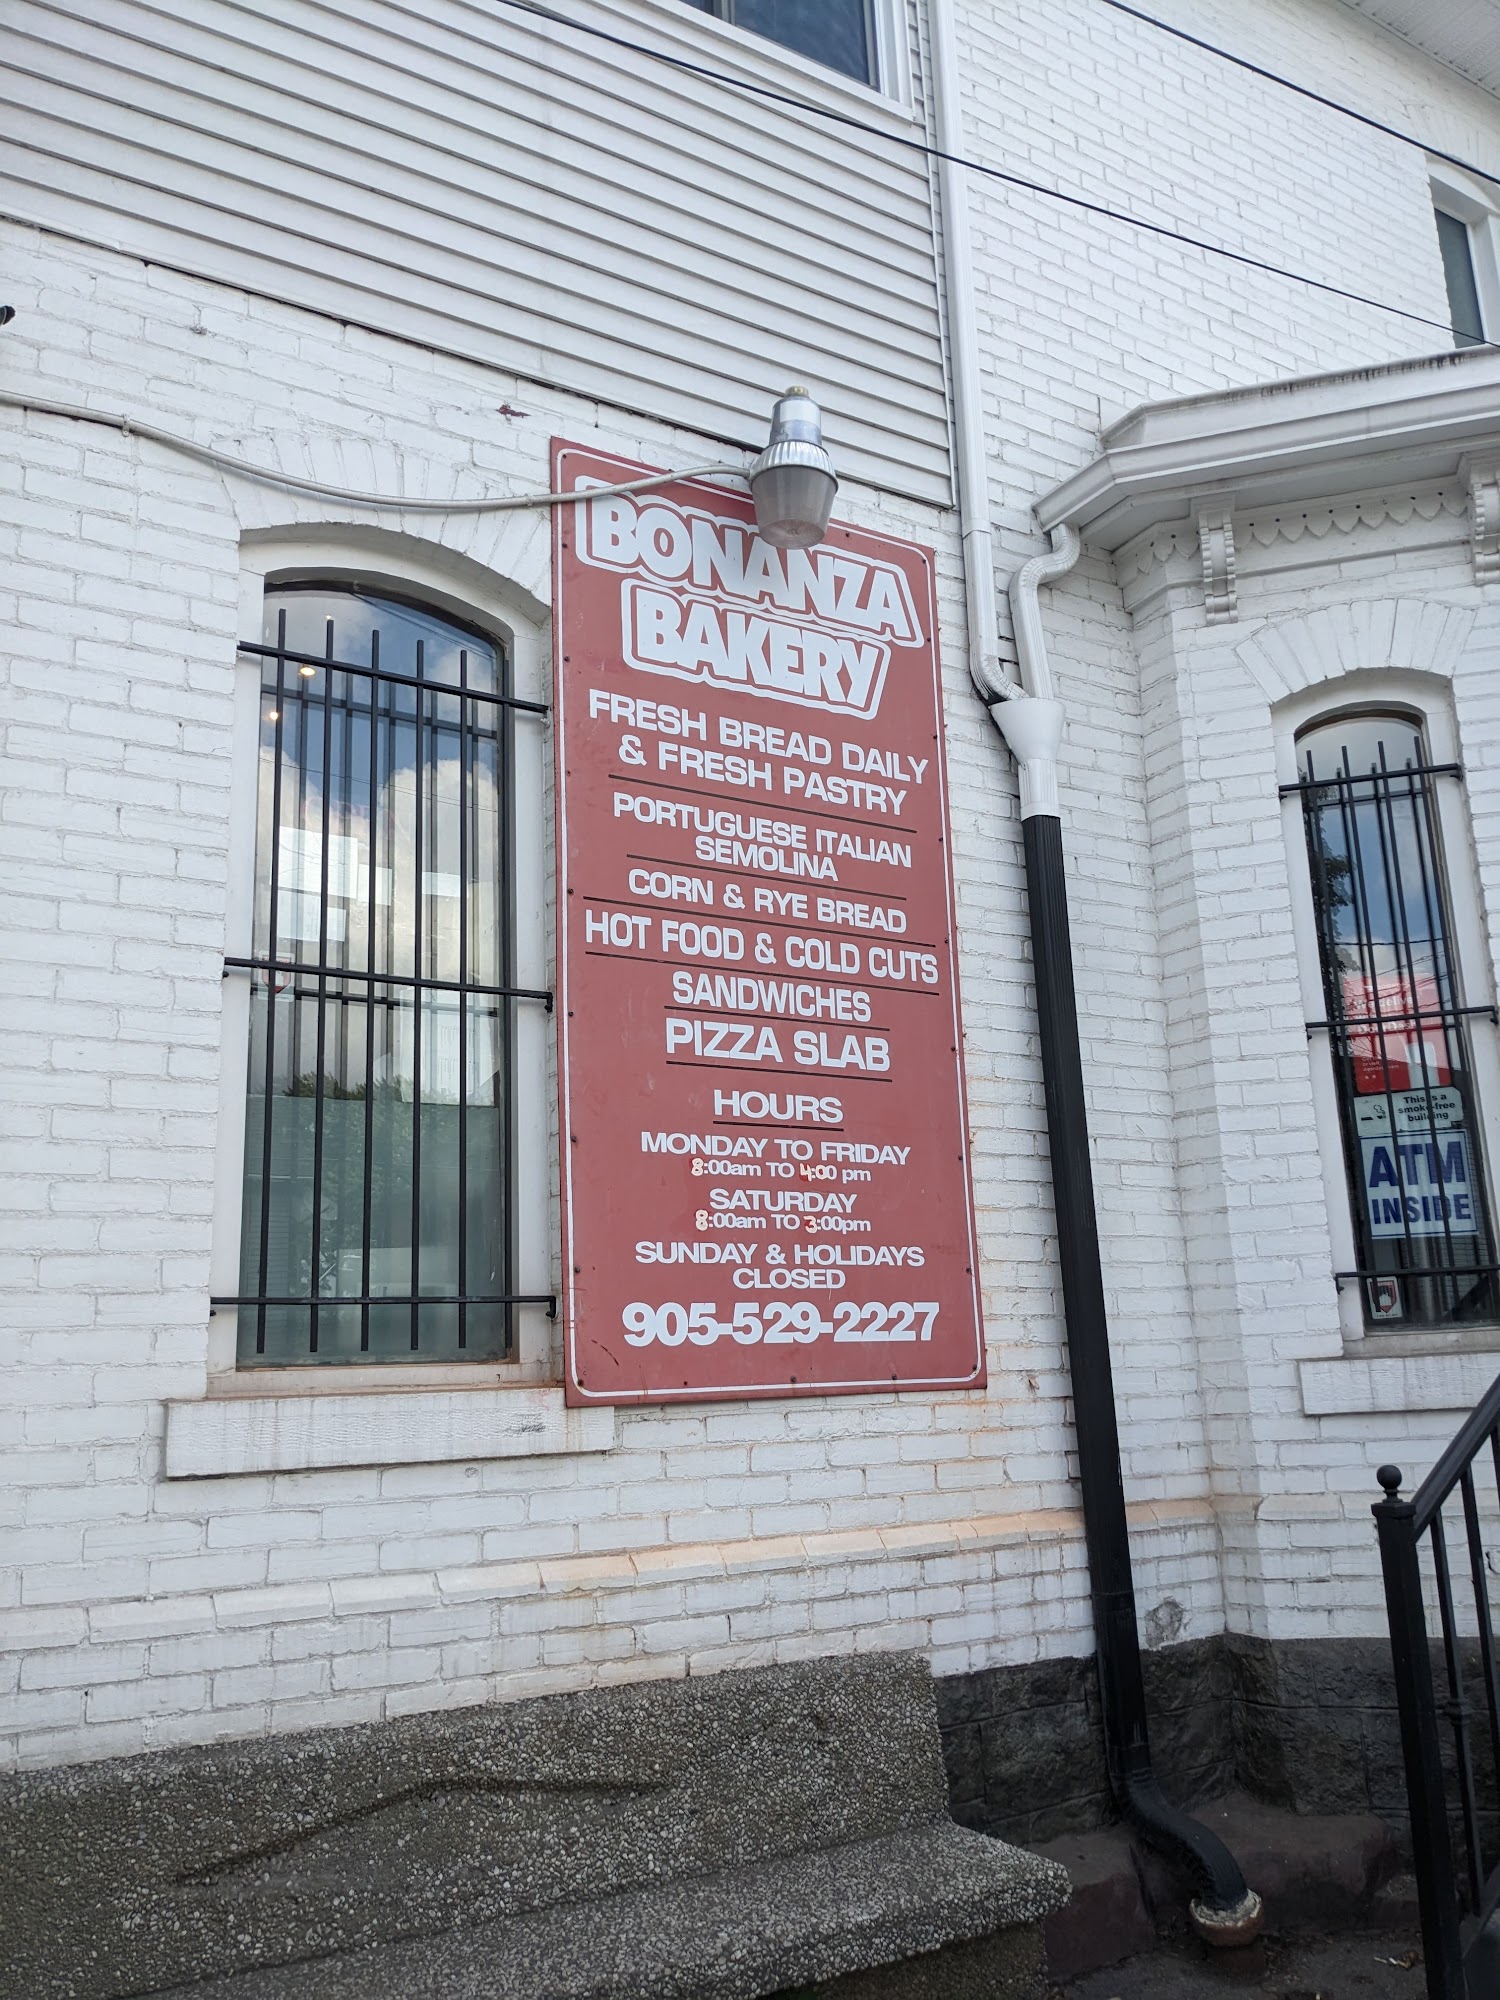 BONANZA
BAKERY
FRESH BREAD DAILY
& FRESH PASTRY
PORTUGUESE ITALIAN
SEMOLINA
CORN & RYE BREAD
HOT FOOD & COLD CUTS
SANDWICHES
PIZZA SLAB
HOURS
MONDAY TO FRIDAY
8:00am TO 4:00 pm
SATURDAY
8:00am TO 3:00pm
SUNDAY & HOLIDAYS
CLOSED
905-529-2227
This is a
smoke-free
building
ATM
INSIDE